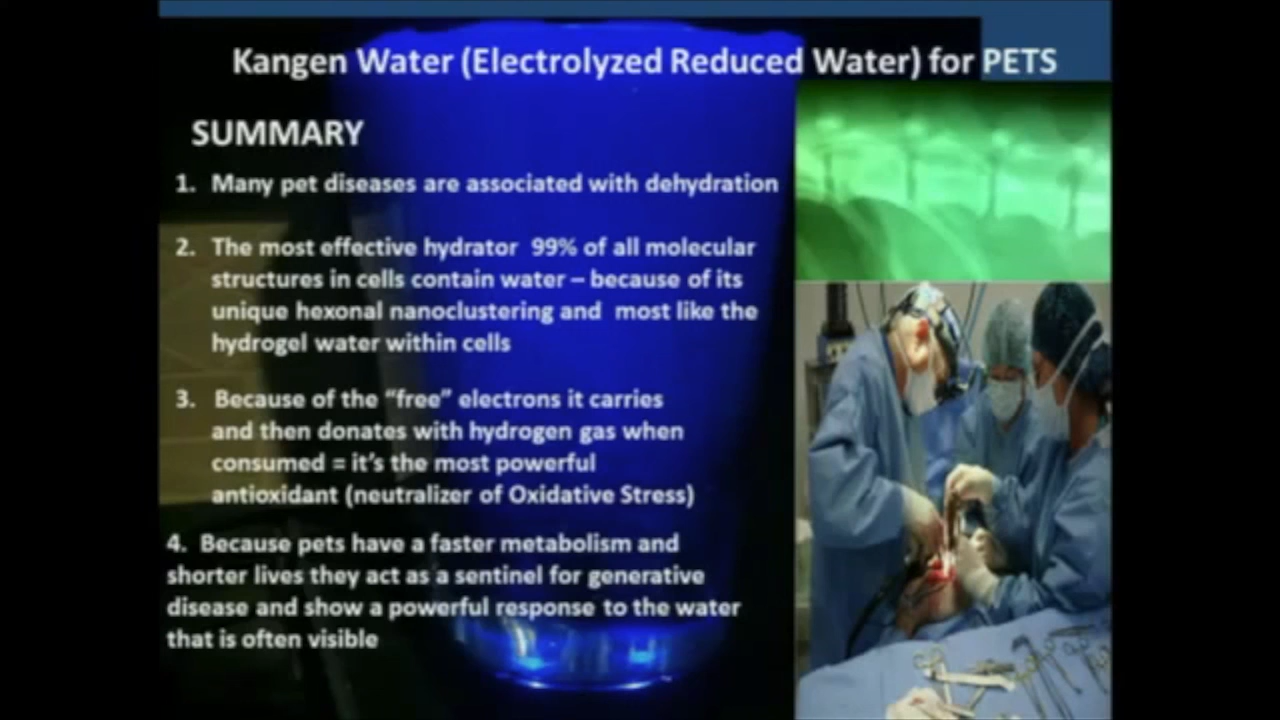 Kangen Water (Electrolyzed Reduced Water) for PETS
SUMMARY
1. Many pet diseases are associated with dehydration
2. The most effective hydrator 99% of all molecular
structures in cells contain water – because of its
unique hexonal nanoclustering and most like the
hydrogel water within cells
3. Because of the “free” electrons it carries
and then donates with hydrogen gas when
consumed = it’s the most powerful
antioxidant (neutralizer of Oxidative Stress)
4. Because pets have a faster metabolism and
shorter lives they act as a sentinel for generative
disease and show a powerful response to the water
that is often visible